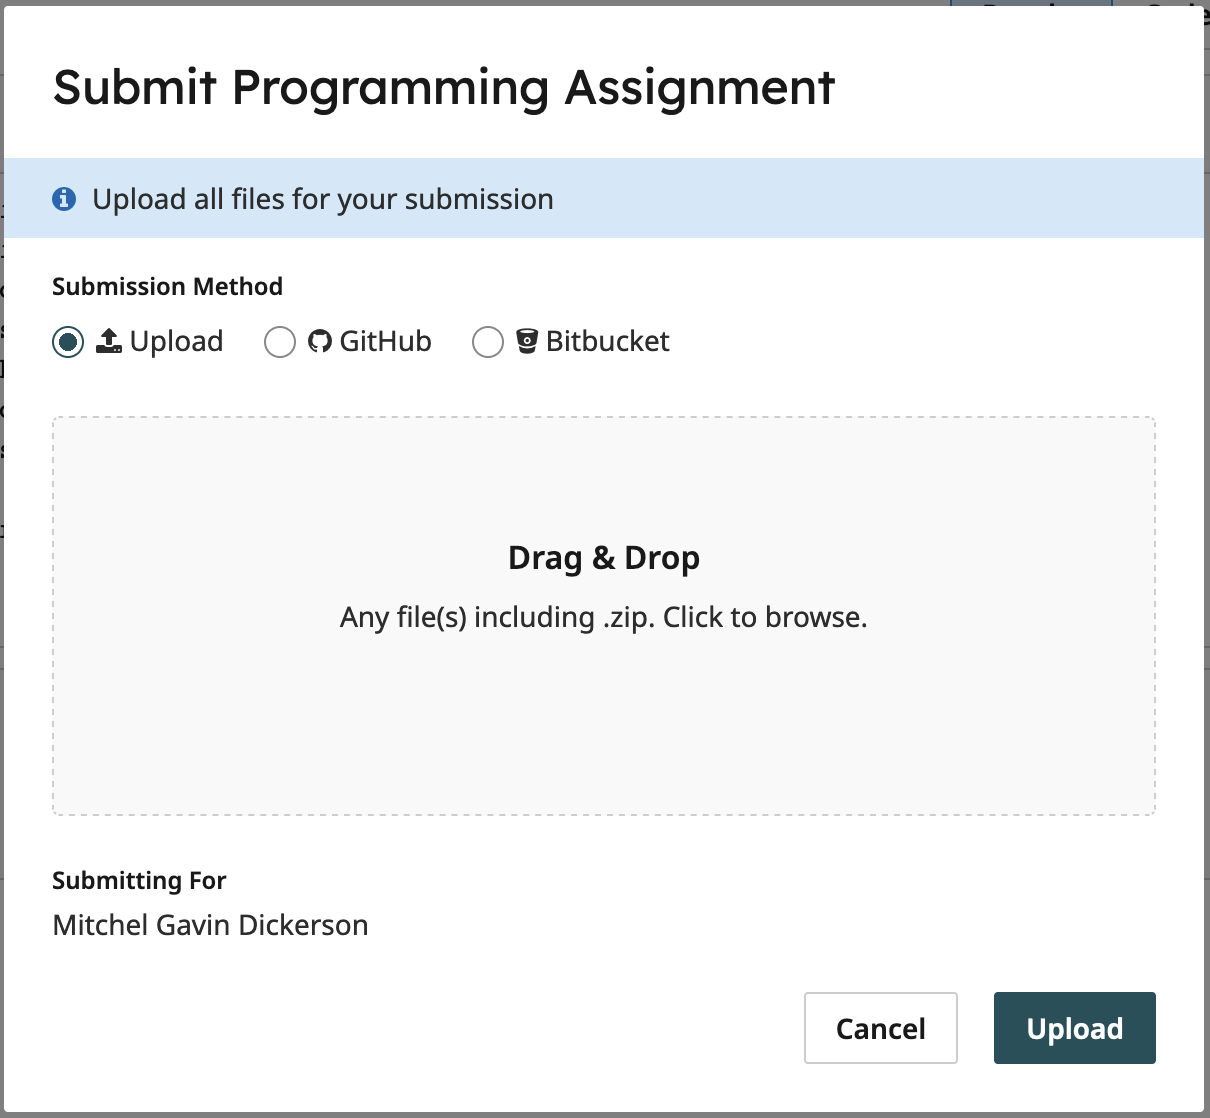 Submit Programming Assignment
Upload all files for your submission
Submission Method
Upload GitHub Bitbucket
Drag & Drop
Any file(s) including .zip. Click to browse.
Submitting For
Mitchel Gavin Dickerson
Cancel Upload